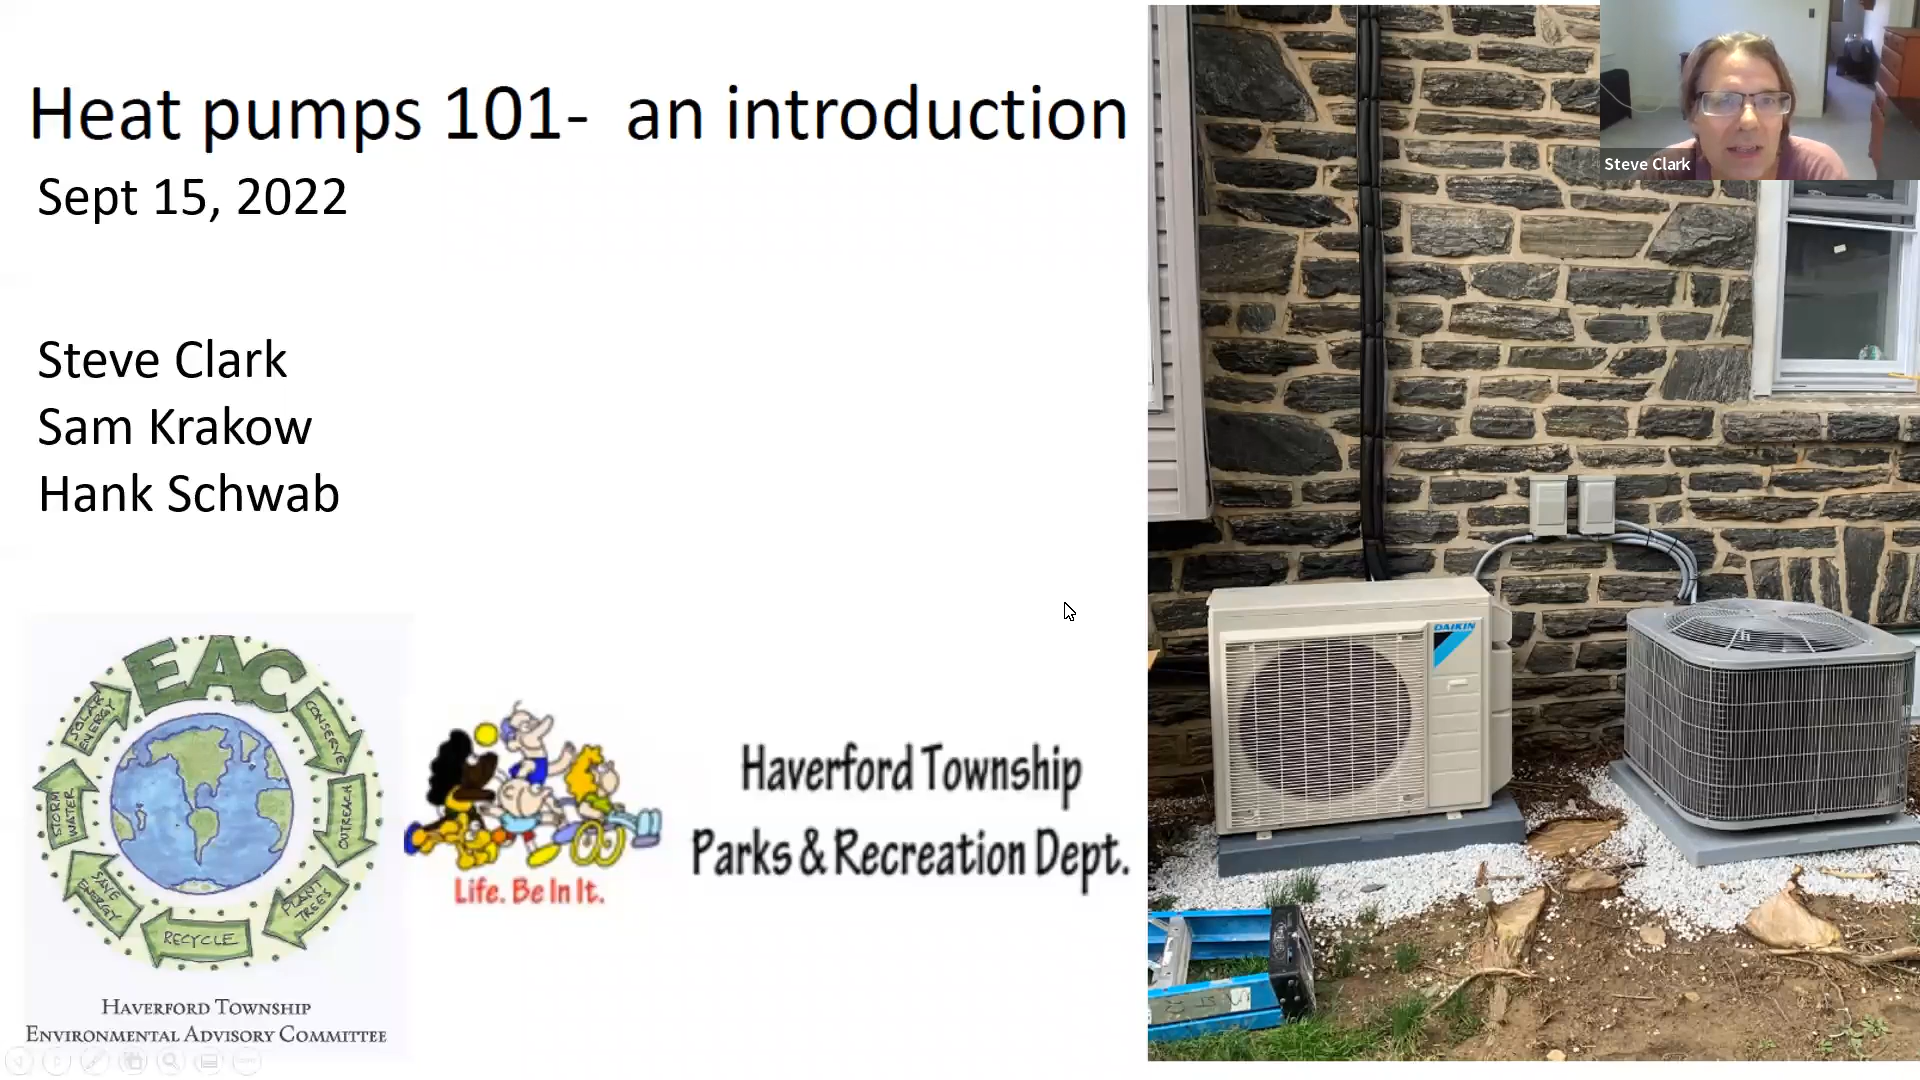 Heat pumps 101-  an introduction
Sept 15, 2022
Steve Clark
Sam Krakow
Hank Schwab
Steve Clark
DAIKIN
EAC
SOLAR ENERGY
CONSERVE
OUTREACH
PLANT TREES
RECYCLE
SAVE ENERGY
STORM WATER
HAVERFORD TOWNSHIP
ENVIRONMENTAL ADVISORY COMMITTEE
Life. Be In It.
Haverford Township
Parks & Recreation Dept.